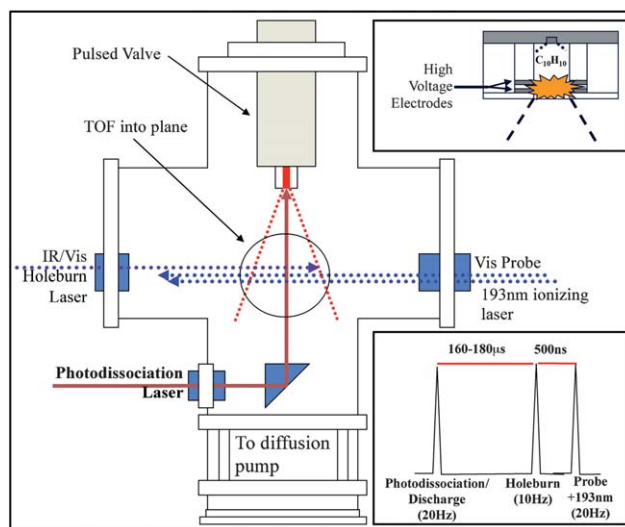 Pulsed Valve
TOF into plane
IR/Vis
Holeburn
Laser
Vis Probe
193nm ionizing
laser
Photodissociation
Laser
To diffusion
pump
C10H10
High
Voltage
Electrodes
160-180μs
500ns
Photodissociation/
Discharge
(20Hz)
Holeburn
(10Hz)
Probe
+193nm
(20Hz)